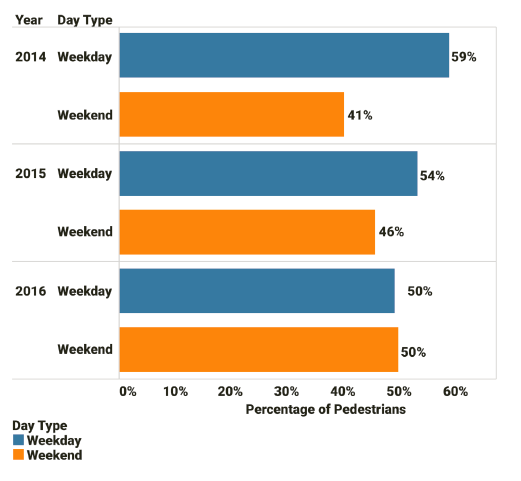 Year Day Type
2014 Weekday 59%
Weekend 41%
2015 Weekday 54%
Weekend 46%
2016 Weekday 50%
Weekend 50%
0% 10% 20% 30% 40% 50% 60%
Percentage of Pedestrians
Day Type
Weekday
Weekend